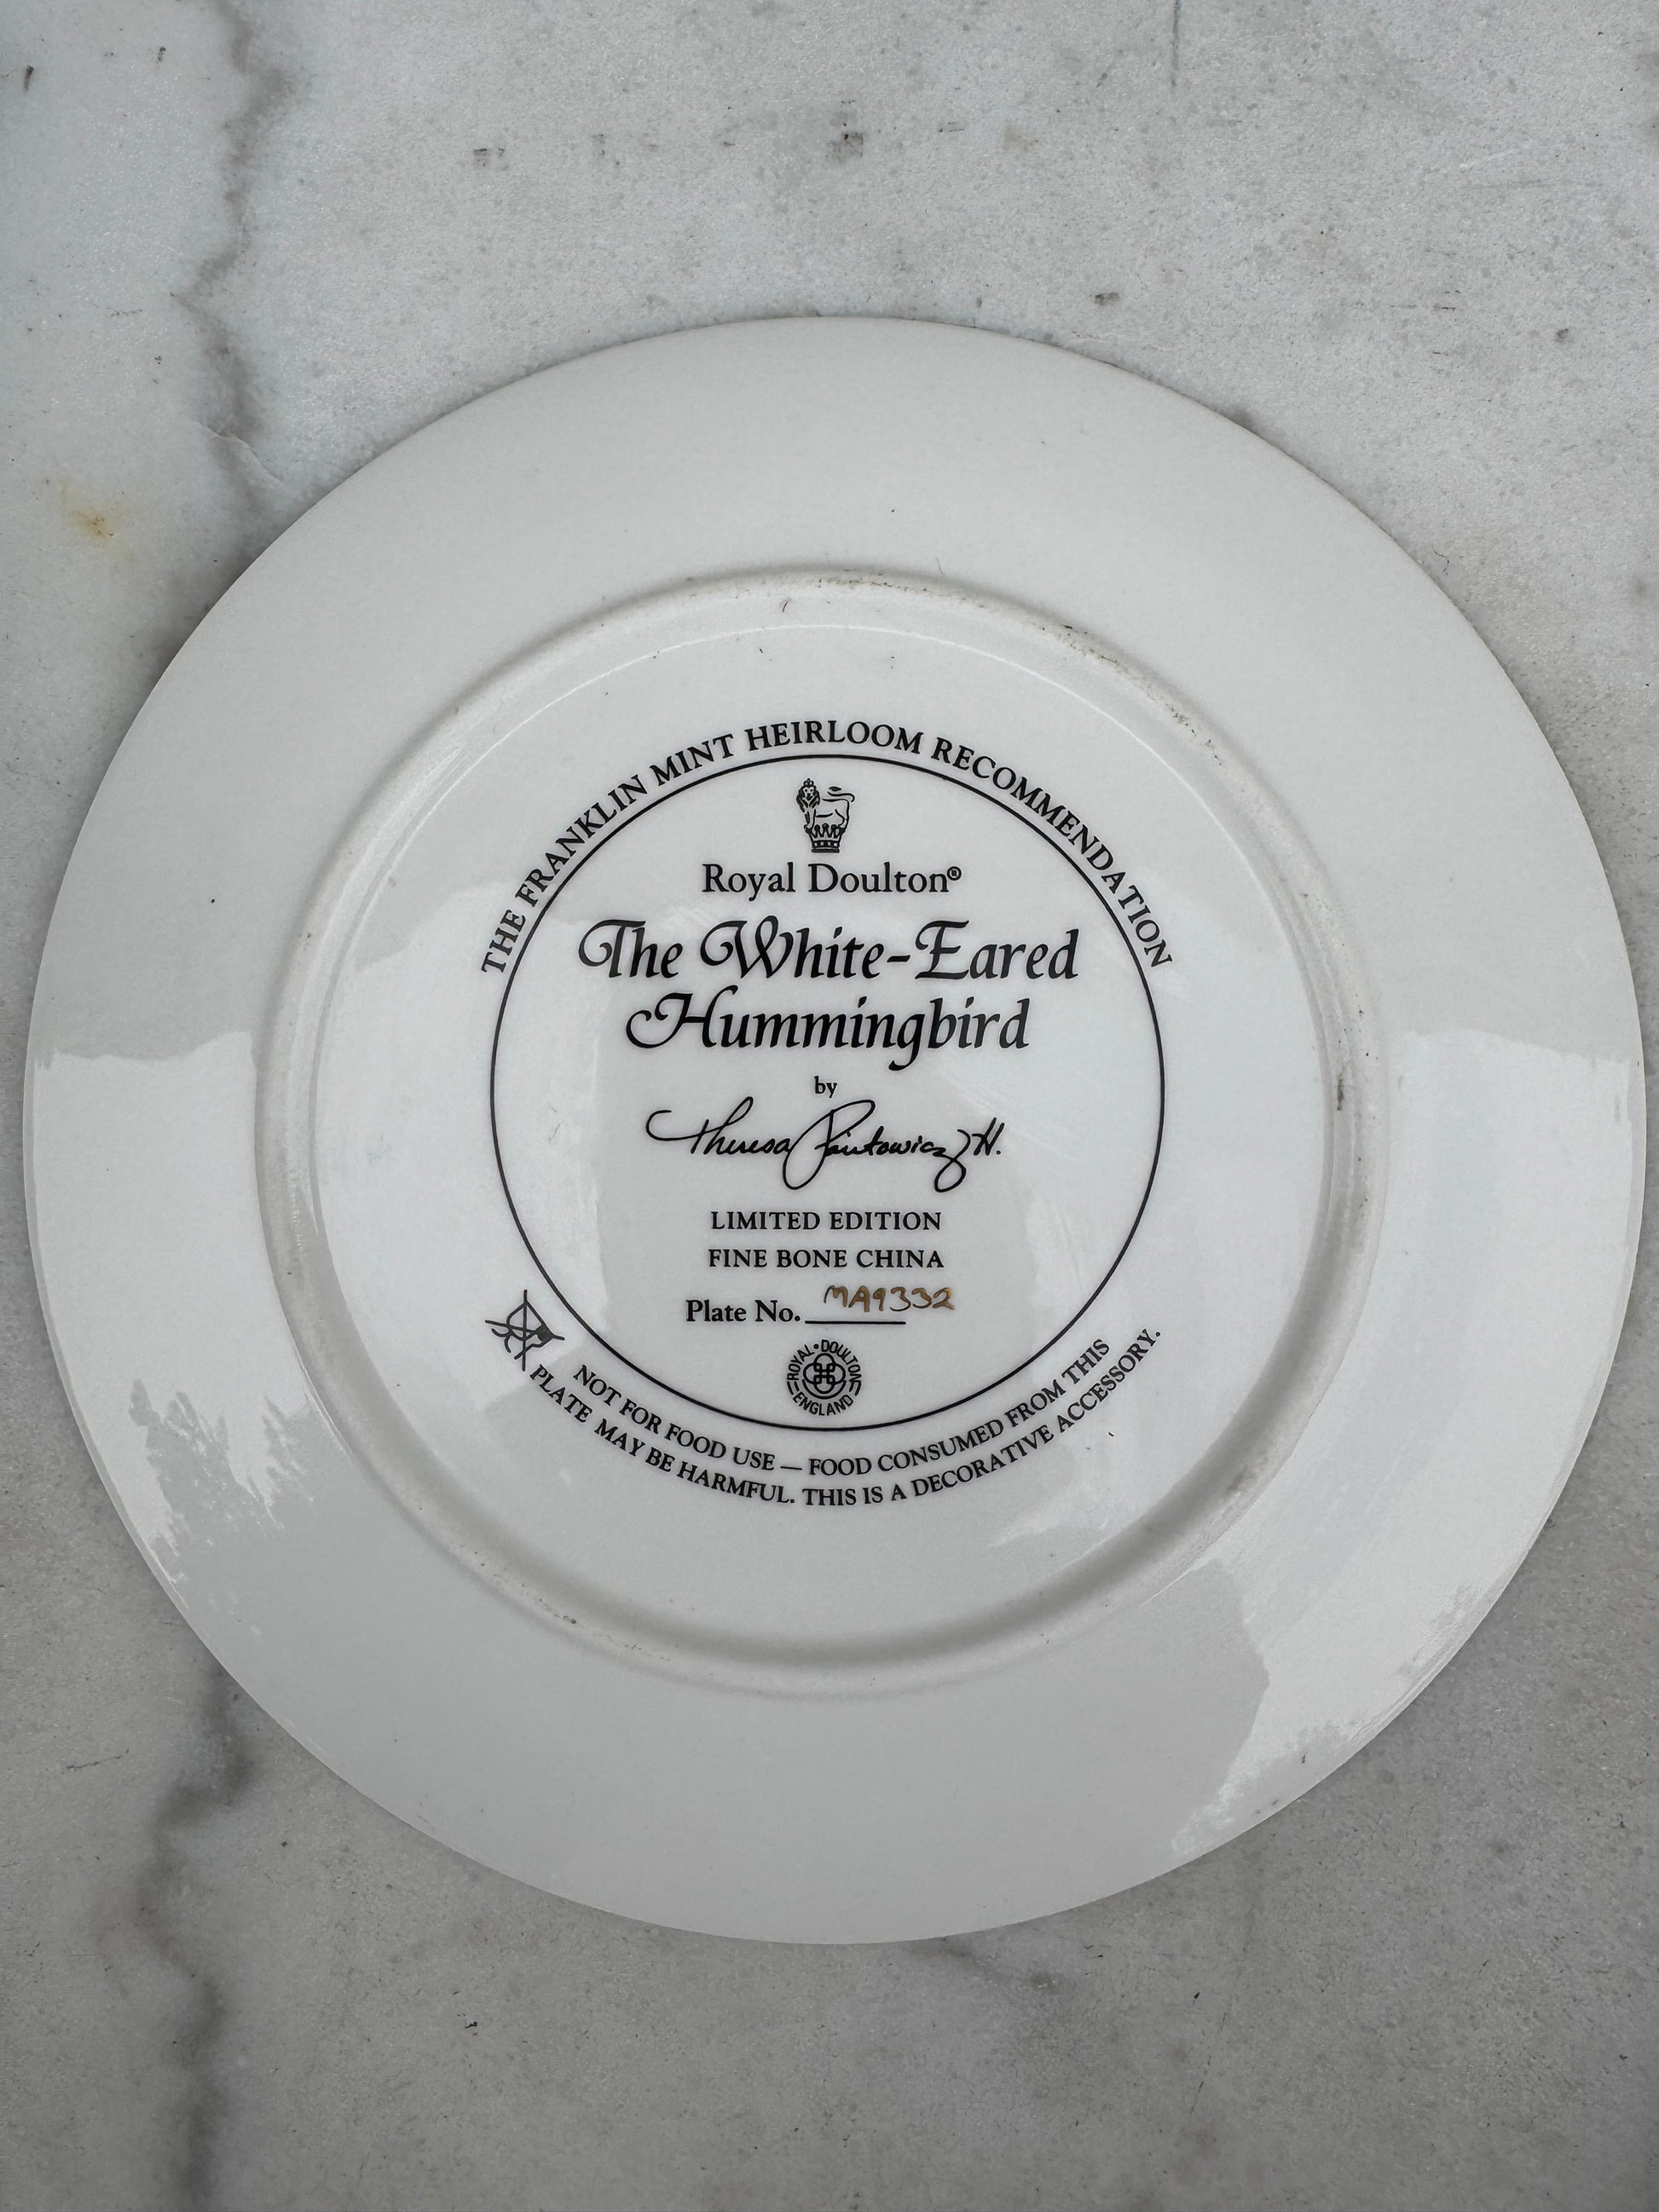 THE FRANKLIN MINT HEIRLOOM RECOMMENDATION
Royal Doulton®
The White-Eared
Hummingbird
by
Theresa Pintowicz H.
LIMITED EDITION
FINE BONE CHINA
Plate No. MA9332
ROYAL • DOULTON
ENGLAND
NOT FOR FOOD USE — FOOD CONSUMED FROM THIS
PLATE MAY BE HARMFUL. THIS IS A DECORATIVE ACCESSORY.